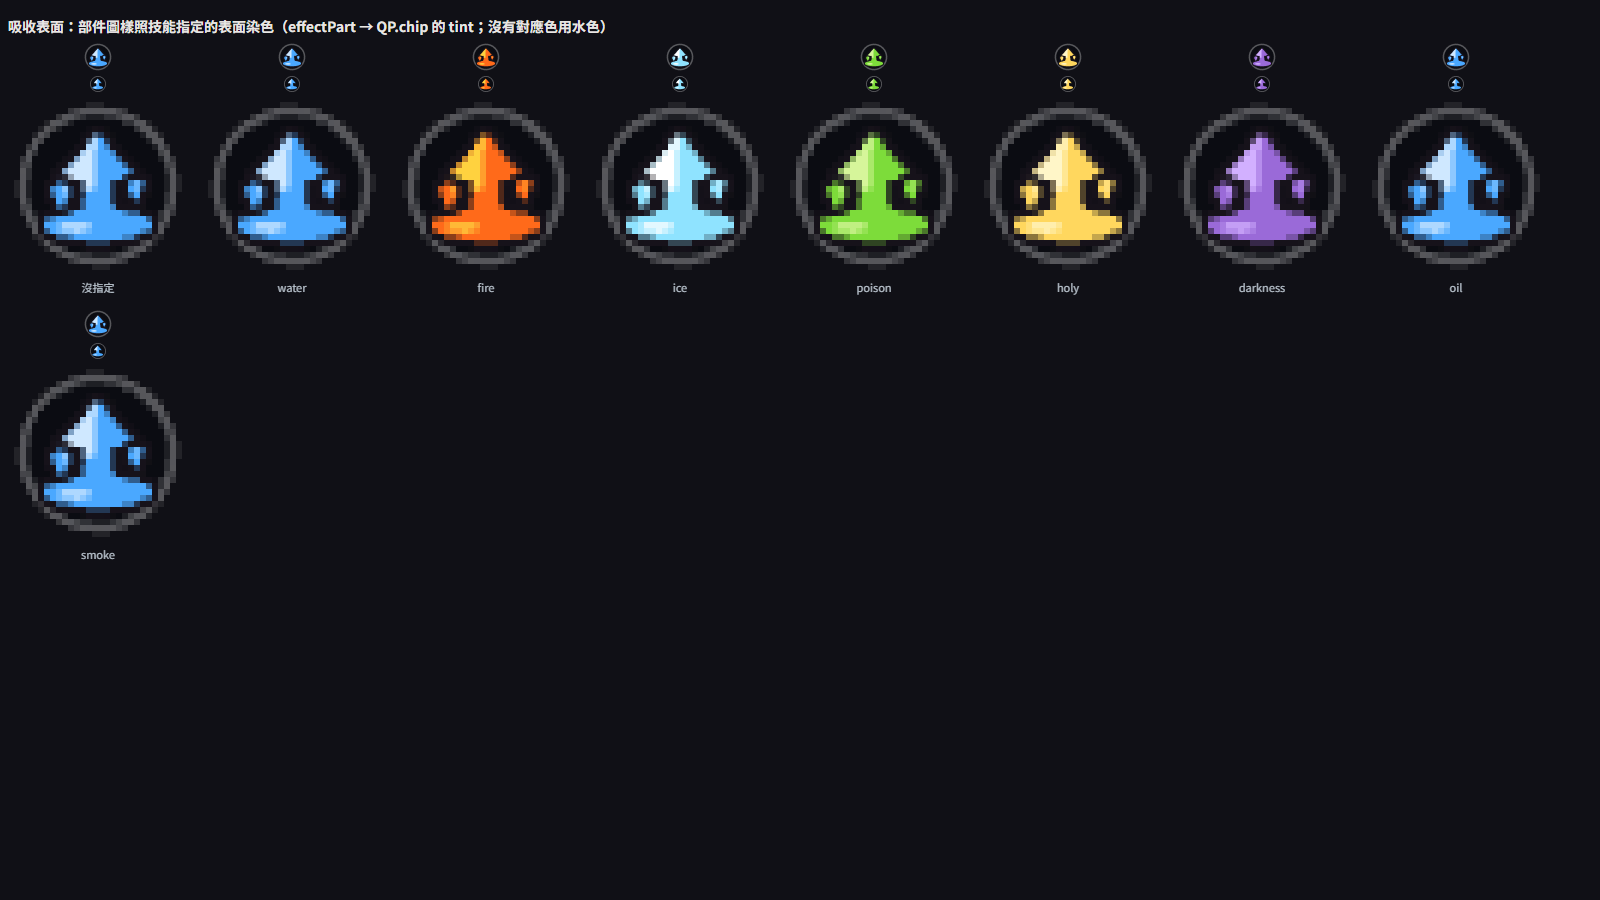 吸收表面：部件圖樣照技能指定的表面染色（effectPart → QP.chip 的 tint；沒有對應色用水色）
沒指定
water
fire
ice
poison
holy
darkness
oil
smoke